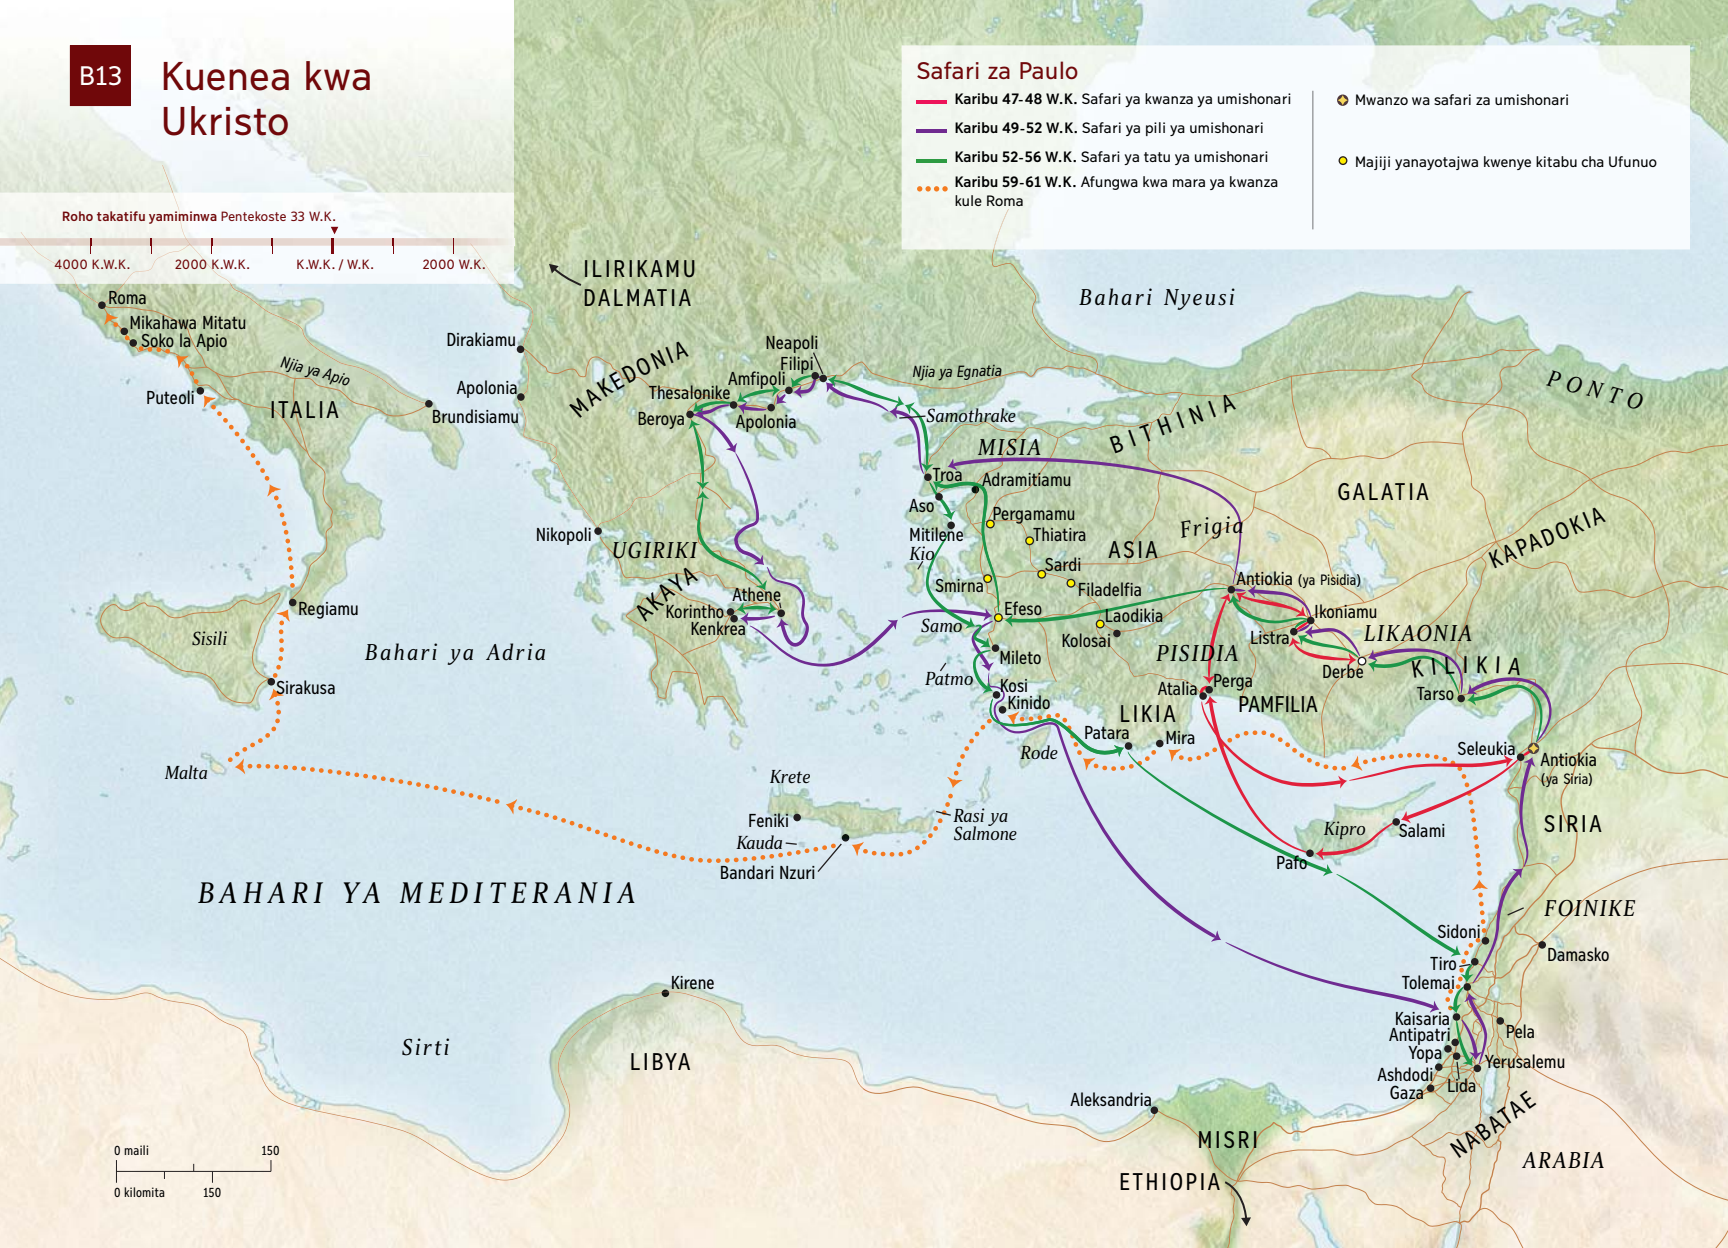 B13
Kuenea kwa
Ukristo
Roho takatifu yamiminwa Pentekoste 33 W.K.
4000 K.W.K.
2000 K.W.K.
K.W.K. / W.K.
2000 W.K.
Safari za Paulo
Karibu 47-48 W.K. Safari ya kwanza ya umishonari
Karibu 49-52 W.K. Safari ya pili ya umishonari
Karibu 52-56 W.K. Safari ya tatu ya umishonari
Karibu 59-61 W.K. Afungwa kwa mara ya kwanza
kule Roma
Mwanzo wa safari za umishonari
Majiji yanayotajwa kwenye kitabu cha Ufunuo
ILIRIKAMU
DALMATIA
Bahari Nyeusi
Roma
Mikahawa Mitatu
Soko la Apio
Njia ya Apio
Puteoli
ITALIA
Brundisiamu
Dirakiamu
Apolonia
MAKEDONIA
Neapoli
Filipi
Amfipoli
Thesalonike
Beroya
Apolonia
Njia ya Egnatia
Samothrake
PONTO
BITHINIA
MISIA
Troa
Adramitiamu
Aso
GALATIA
Pergamamu
Mitilene
Thiatira
Frigia
KAPADOKIA
Nikopoli
UGIRIKI
Kio
ASIA
Sardi
Smirna
Filadelfia
Antiokia (ya Pisidia)
AKAYA
Athene
Korintho
Kenkrea
Efeso
Laodikia
Ikoniamu
Samo
Kolosai
Listra
LIKAONIA
Regiamu
Sisili
Bahari ya Adria
Mileto
PISIDIA
Derbe
KILIKIA
Patmo
Kosi
Perga
Atalia
Tarso
Sirakusa
Kinido
LIKIA
PAMFILIA
Patara
Mira
Rode
Seleukia
Antiokia
(ya Siria)
Malta
Krete
Feniki
Rasi ya
Salmone
Kauda
Bandari Nzuri
Kipro
Salami
Pafo
SIRIA
BAHARI YA MEDITERANIA
FOINIKE
Sidoni
Damasko
Tiro
Tolemai
Kirene
Kaisaria
Antipatri
Pela
Yopa
Yerusalemu
Sirti
LIBYA
Ashdodi
Lida
Gaza
Aleksandria
NABATAE
MISRI
ARABIA
ETHIOPIA
0 maili
150
0 kilomita
150